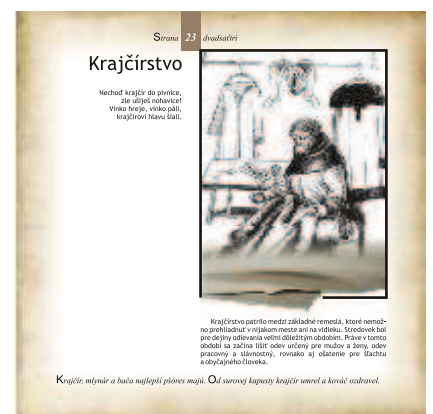 Strana 23 dvadsaťtri
Krajčírstvo
Nechoď krajčír do pivnice,
zle ušiješ nohavice!
Vínko hreje, vínko páli,
krajčírovi hlavu šiali.
Krajčírstvo patrilo medzi základné remeslá, ktoré nemož-
no prehliadnuť v nijakom meste ani na vidieku. Stredovek bol
pre dejiny odievania veľmi dôležitým obdobím. Práve v tomto
období sa začína líšiť odev určený pre mužov a ženy, odev
pracovný a slávnostný, rovnako aj ošatenie pre šľachtu
a obyčajného človeka.
Krajčír, mlynár a bača najlepší pšóres majú. Od surovej kapusty krajčír umrel a kováč ozdravel.